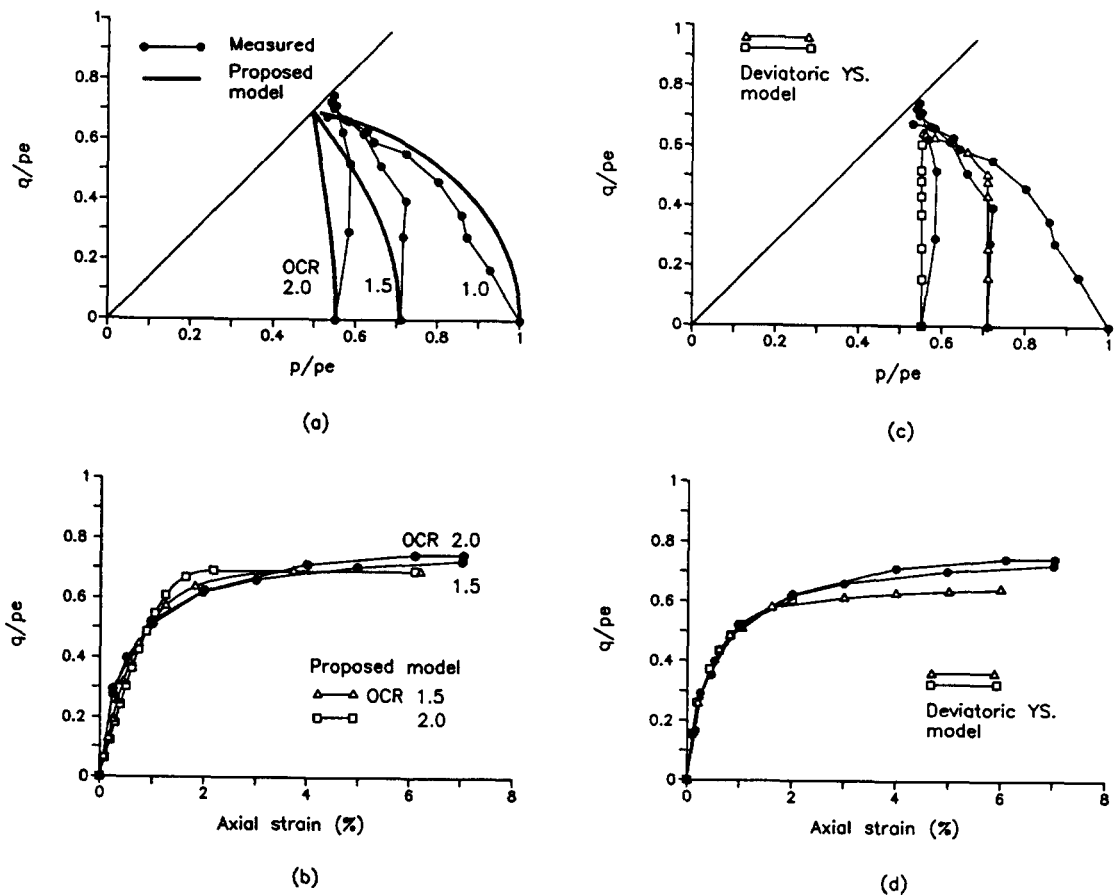 1
0.8
0.6
0.4
0.2
0
q/pe
Measured
Proposed
model
OCR
2.0
1.5
1.0
0
0.2
0.4
0.6
0.8
1
p/pe
(a)
1
0.8
0.6
0.4
0.2
0
q/pe
Deviatoric YS.
model
0
0.2
0.4
0.6
0.8
1
p/pe
(c)
1
0.8
0.6
0.4
0.2
0
q/pe
OCR 2.0
1.5
Proposed model
OCR 1.5
2.0
0
2
4
6
8
Axial strain (%)
(b)
1
0.8
0.6
0.4
0.2
0
q/pe
Deviatoric YS.
model
0
2
4
6
8
Axial strain (%)
(d)